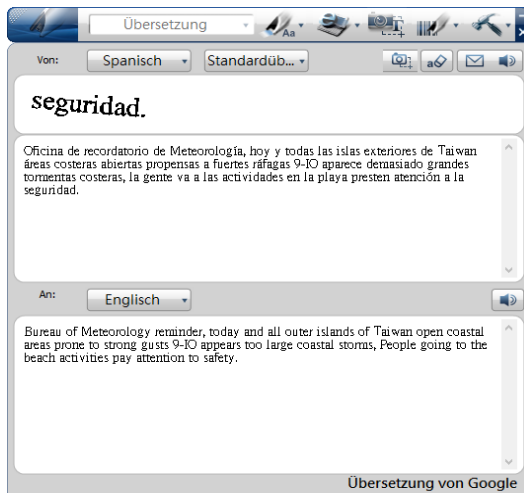 Übersetzung
Von:
Spanisch
Standardüb...
seguridad.
Oficina de recordatorio de Meteorología, hoy y todas las islas exteriores de Taiwan
áreas costeras abiertas propensas a fuertes ráfagas 9-IO aparece demasiado grandes
tormentas costeras, la gente va a las actividades en la playa presten atención a la
seguridad.
An:
Englisch
Bureau of Meteorology reminder, today and all outer islands of Taiwan open coastal
areas prone to strong gusts 9-IO appears too large coastal storms, People going to the
beach activities pay attention to safety.
Übersetzung von Google